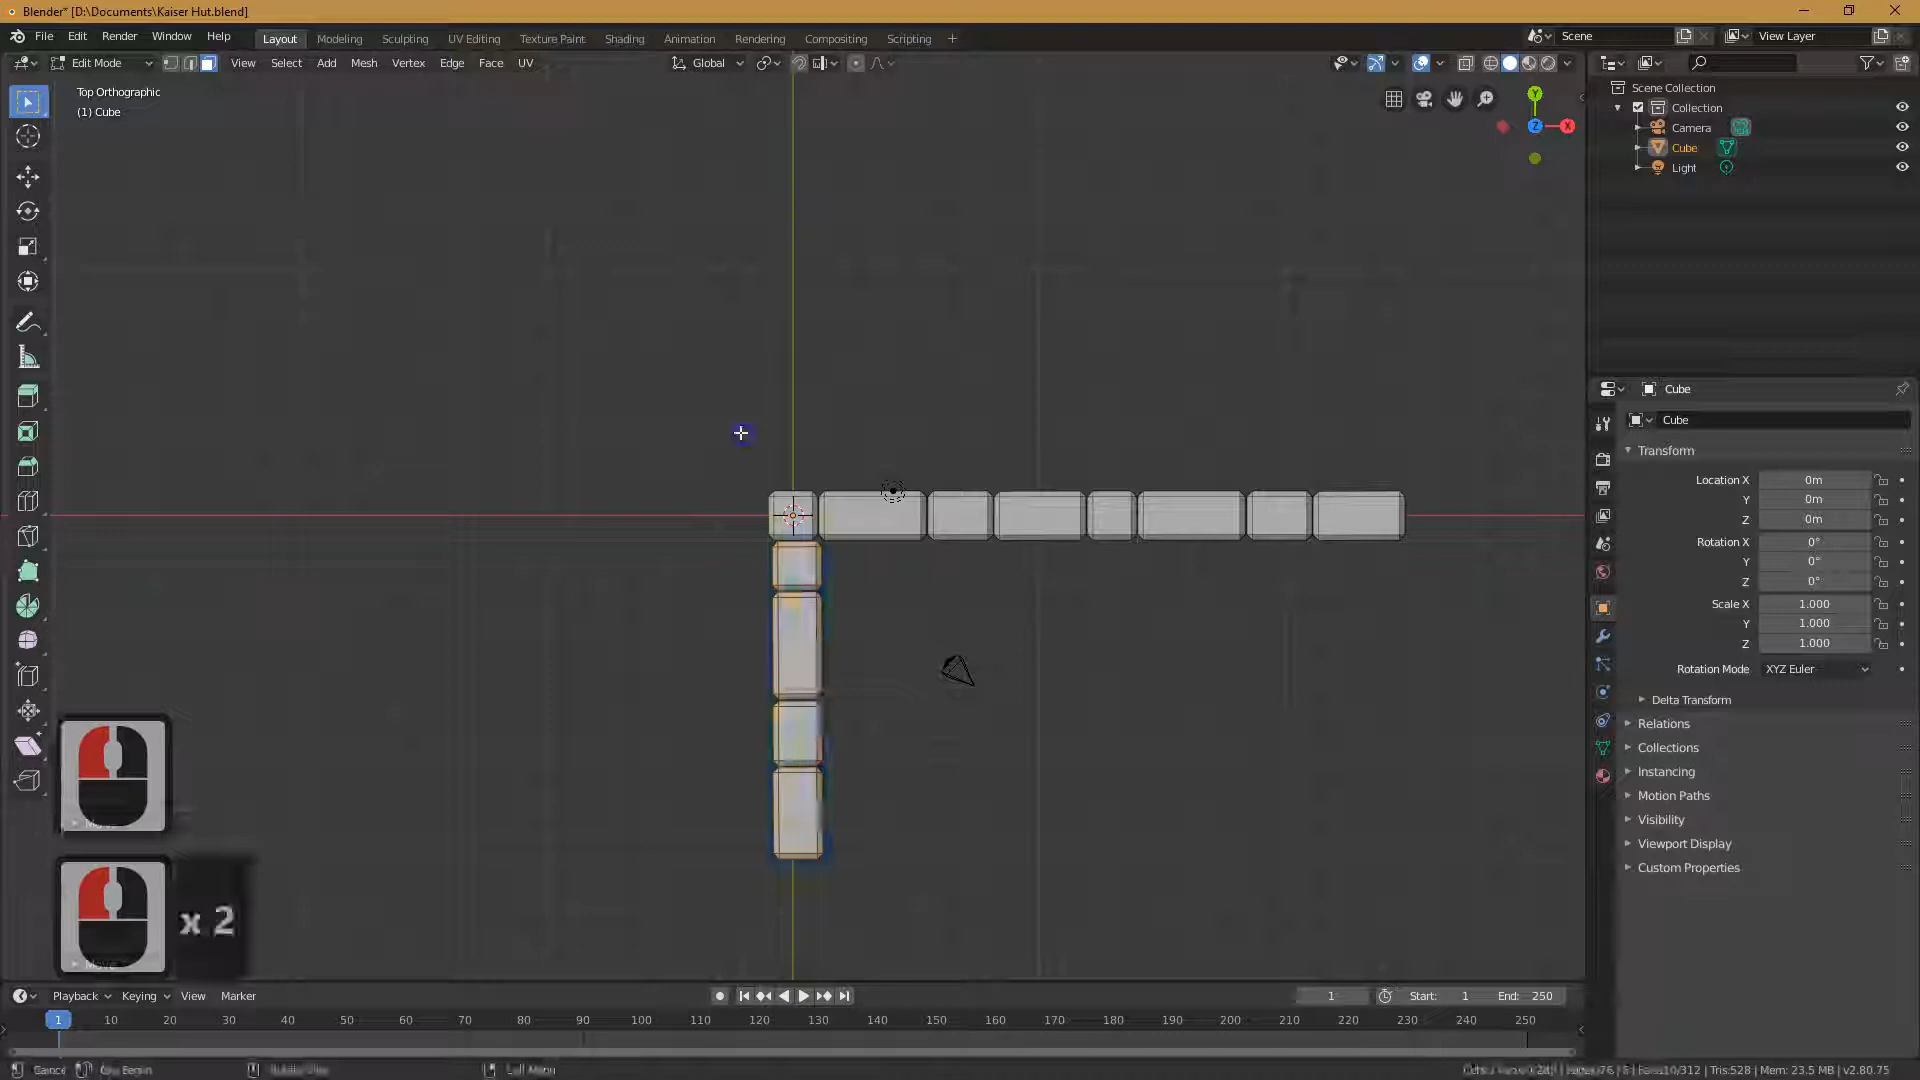 Blender* [D:\Documents\Kaiser Hut.blend]
File Edit Render Window Help Layout Modeling Sculpting UV Editing Texture Paint Shading Animation Rendering Compositing Scripting + Scene View Layer
Edit Mode View Select Add Mesh Vertex Edge Face UV Global
Top Orthographic
(1) Cube
Y
Z X
Scene Collection
Collection
Camera
Cube
Light
Cube
Cube
Transform
Location X 0m
Y 0m
Z 0m
Rotation X 0°
Y 0°
Z 0°
Scale X 1.000
Y 1.000
Z 1.000
Rotation Mode XYZ Euler
Delta Transform
Relations
Collections
Instancing
Motion Paths
Visibility
Viewport Display
Custom Properties
x 2
Playback Keying View Marker 1 Start: 1 End: 250
1 10 20 30 40 50 60 70 80 90 100 110 120 130 140 150 160 170 180 190 200 210 220 230 240 250
Tris:528 | Mem: 23.5 MB | v2.80.75